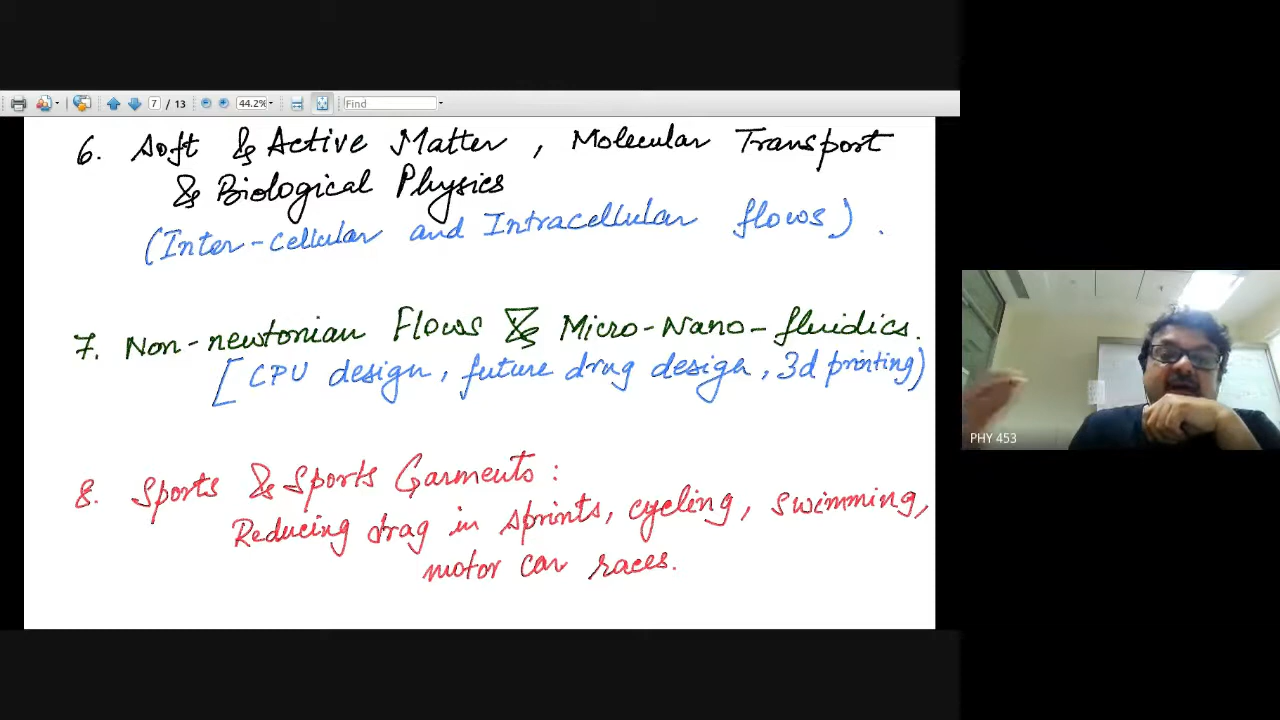 7 / 13 44.2% Find
6. Soft & Active Matter, Molecular Transport
& Biological Physics
(Inter-cellular and Intracellular flows).
7. Non-newtonian Flows & Micro-Nano-fluidics.
[CPU design, future drug design, 3d printing)
8. Sports & Sports Garments:
Reducing drag in sprints, cycling, swimming,
motor car races.
PHY 453